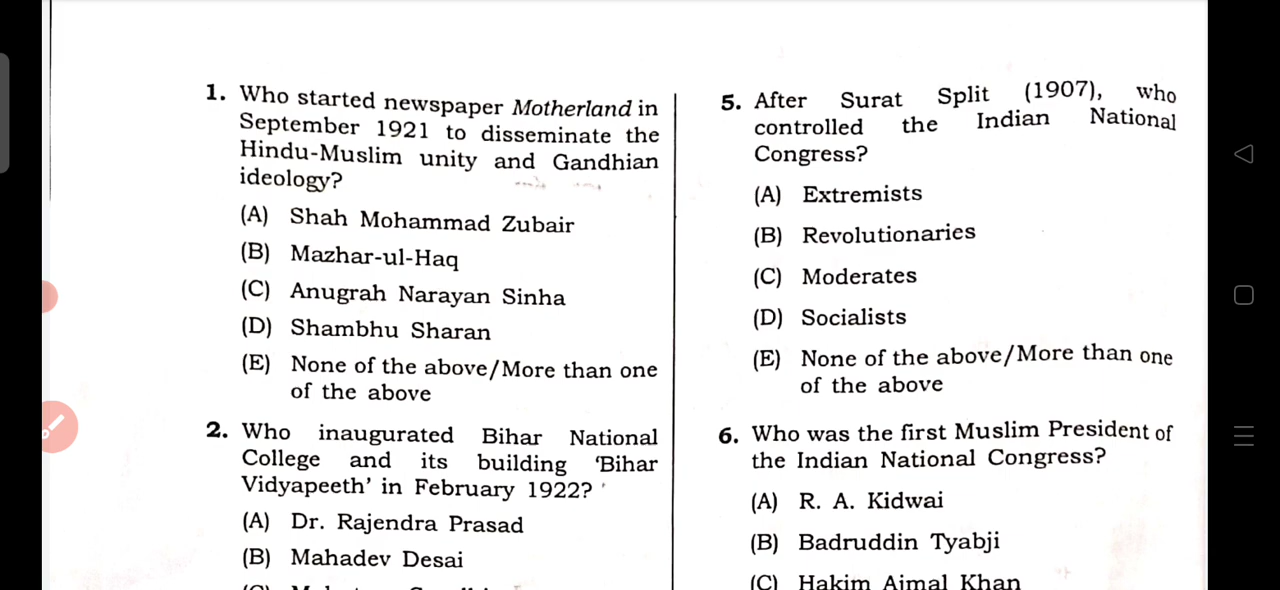 1. Who started newspaper Motherland in
September 1921 to disseminate the
Hindu-Muslim unity and Gandhian
ideology?
(A) Shah Mohammad Zubair
(B) Mazhar-ul-Haq
(C) Anugrah Narayan Sinha
(D) Shambhu Sharan
(E) None of the above/More than one
of the above
2. Who inaugurated Bihar National
College and its building 'Bihar
Vidyapeeth' in February 1922?
(A) Dr. Rajendra Prasad
(B) Mahadev Desai
5. After Surat Split (1907), who
controlled the Indian National
Congress?
(A) Extremists
(B) Revolutionaries
(C) Moderates
(D) Socialists
(E) None of the above/More than one
of the above
6. Who was the first Muslim President of
the Indian National Congress?
(A) R. A. Kidwai
(B) Badruddin Tyabji
(C) Hakim Ajmal Khan